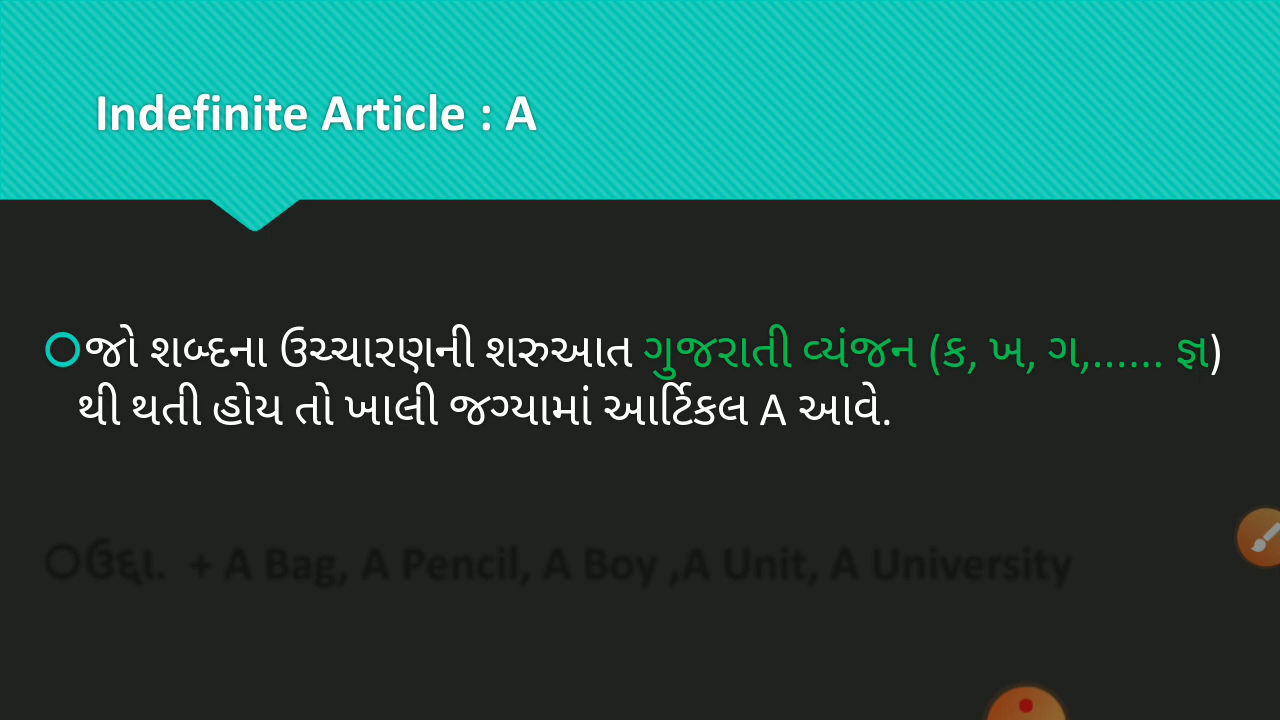 Indefinite Article : A
જો શબ્દના ઉચ્ચારણની શરુઆત ગુજરાતી વ્યંજન (ક, ખ, ગ,...... જ્ઞ)
થી થતી હોય તો ખાલી જગ્યામાં આર્ટિકલ A આવે.
ઉદ્દા. + A Bag, A Pencil, A Boy ,A Unit, A University